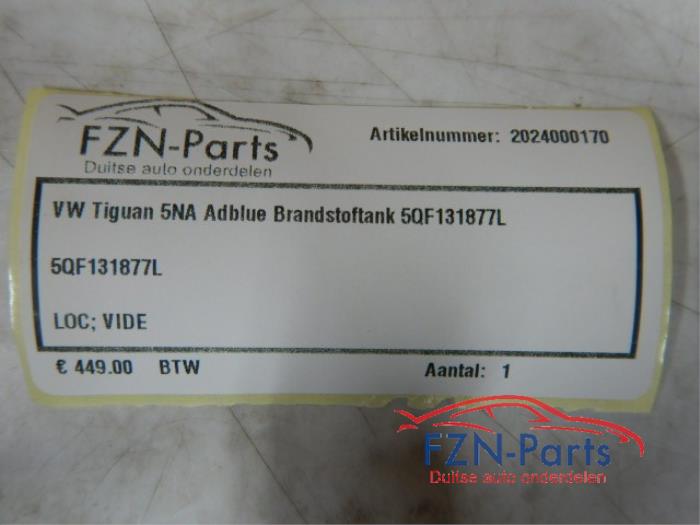 FZN-Parts
Duitse auto onderdelen
Artikelnummer: 2024000170
VW Tiguan 5NA Adblue Brandstoftank 5QF131877L
5QF131877L
LOC; VIDE
€ 449.00 BTW
Aantal: 1
FZN-Parts
Duitse auto onderdelen